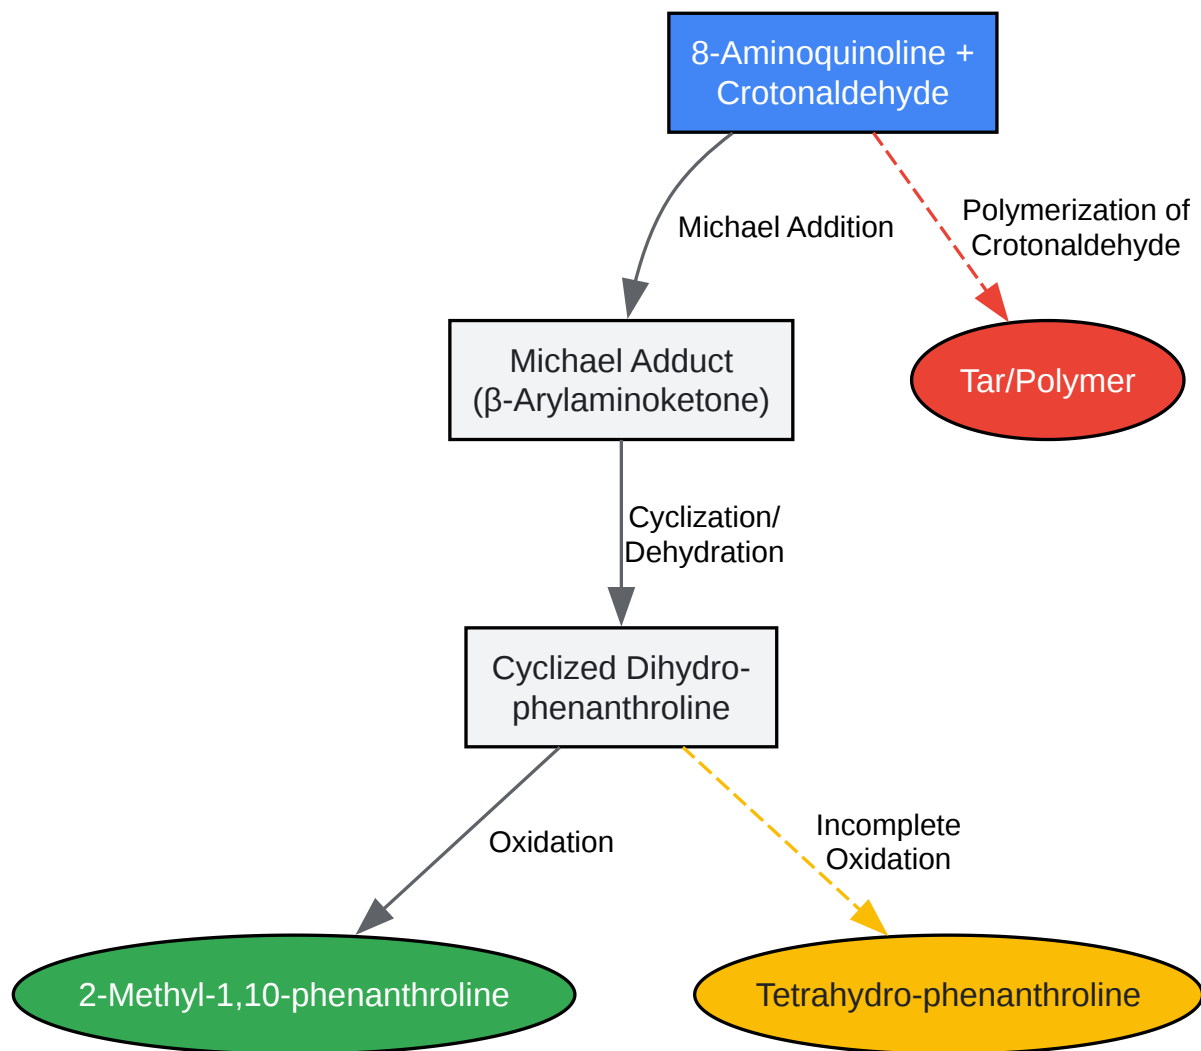 8-Aminoquinoline +
Crotonaldehyde
Michael Addition
Polymerization of
Crotonaldehyde
Michael Adduct
(β-Arylaminoketone)
Tar/Polymer
Cyclization/
Dehydration
Cyclized Dihydro-
phenanthroline
Oxidation
Incomplete
Oxidation
2-Methyl-1,10-phenanthroline
Tetrahydro-phenanthroline